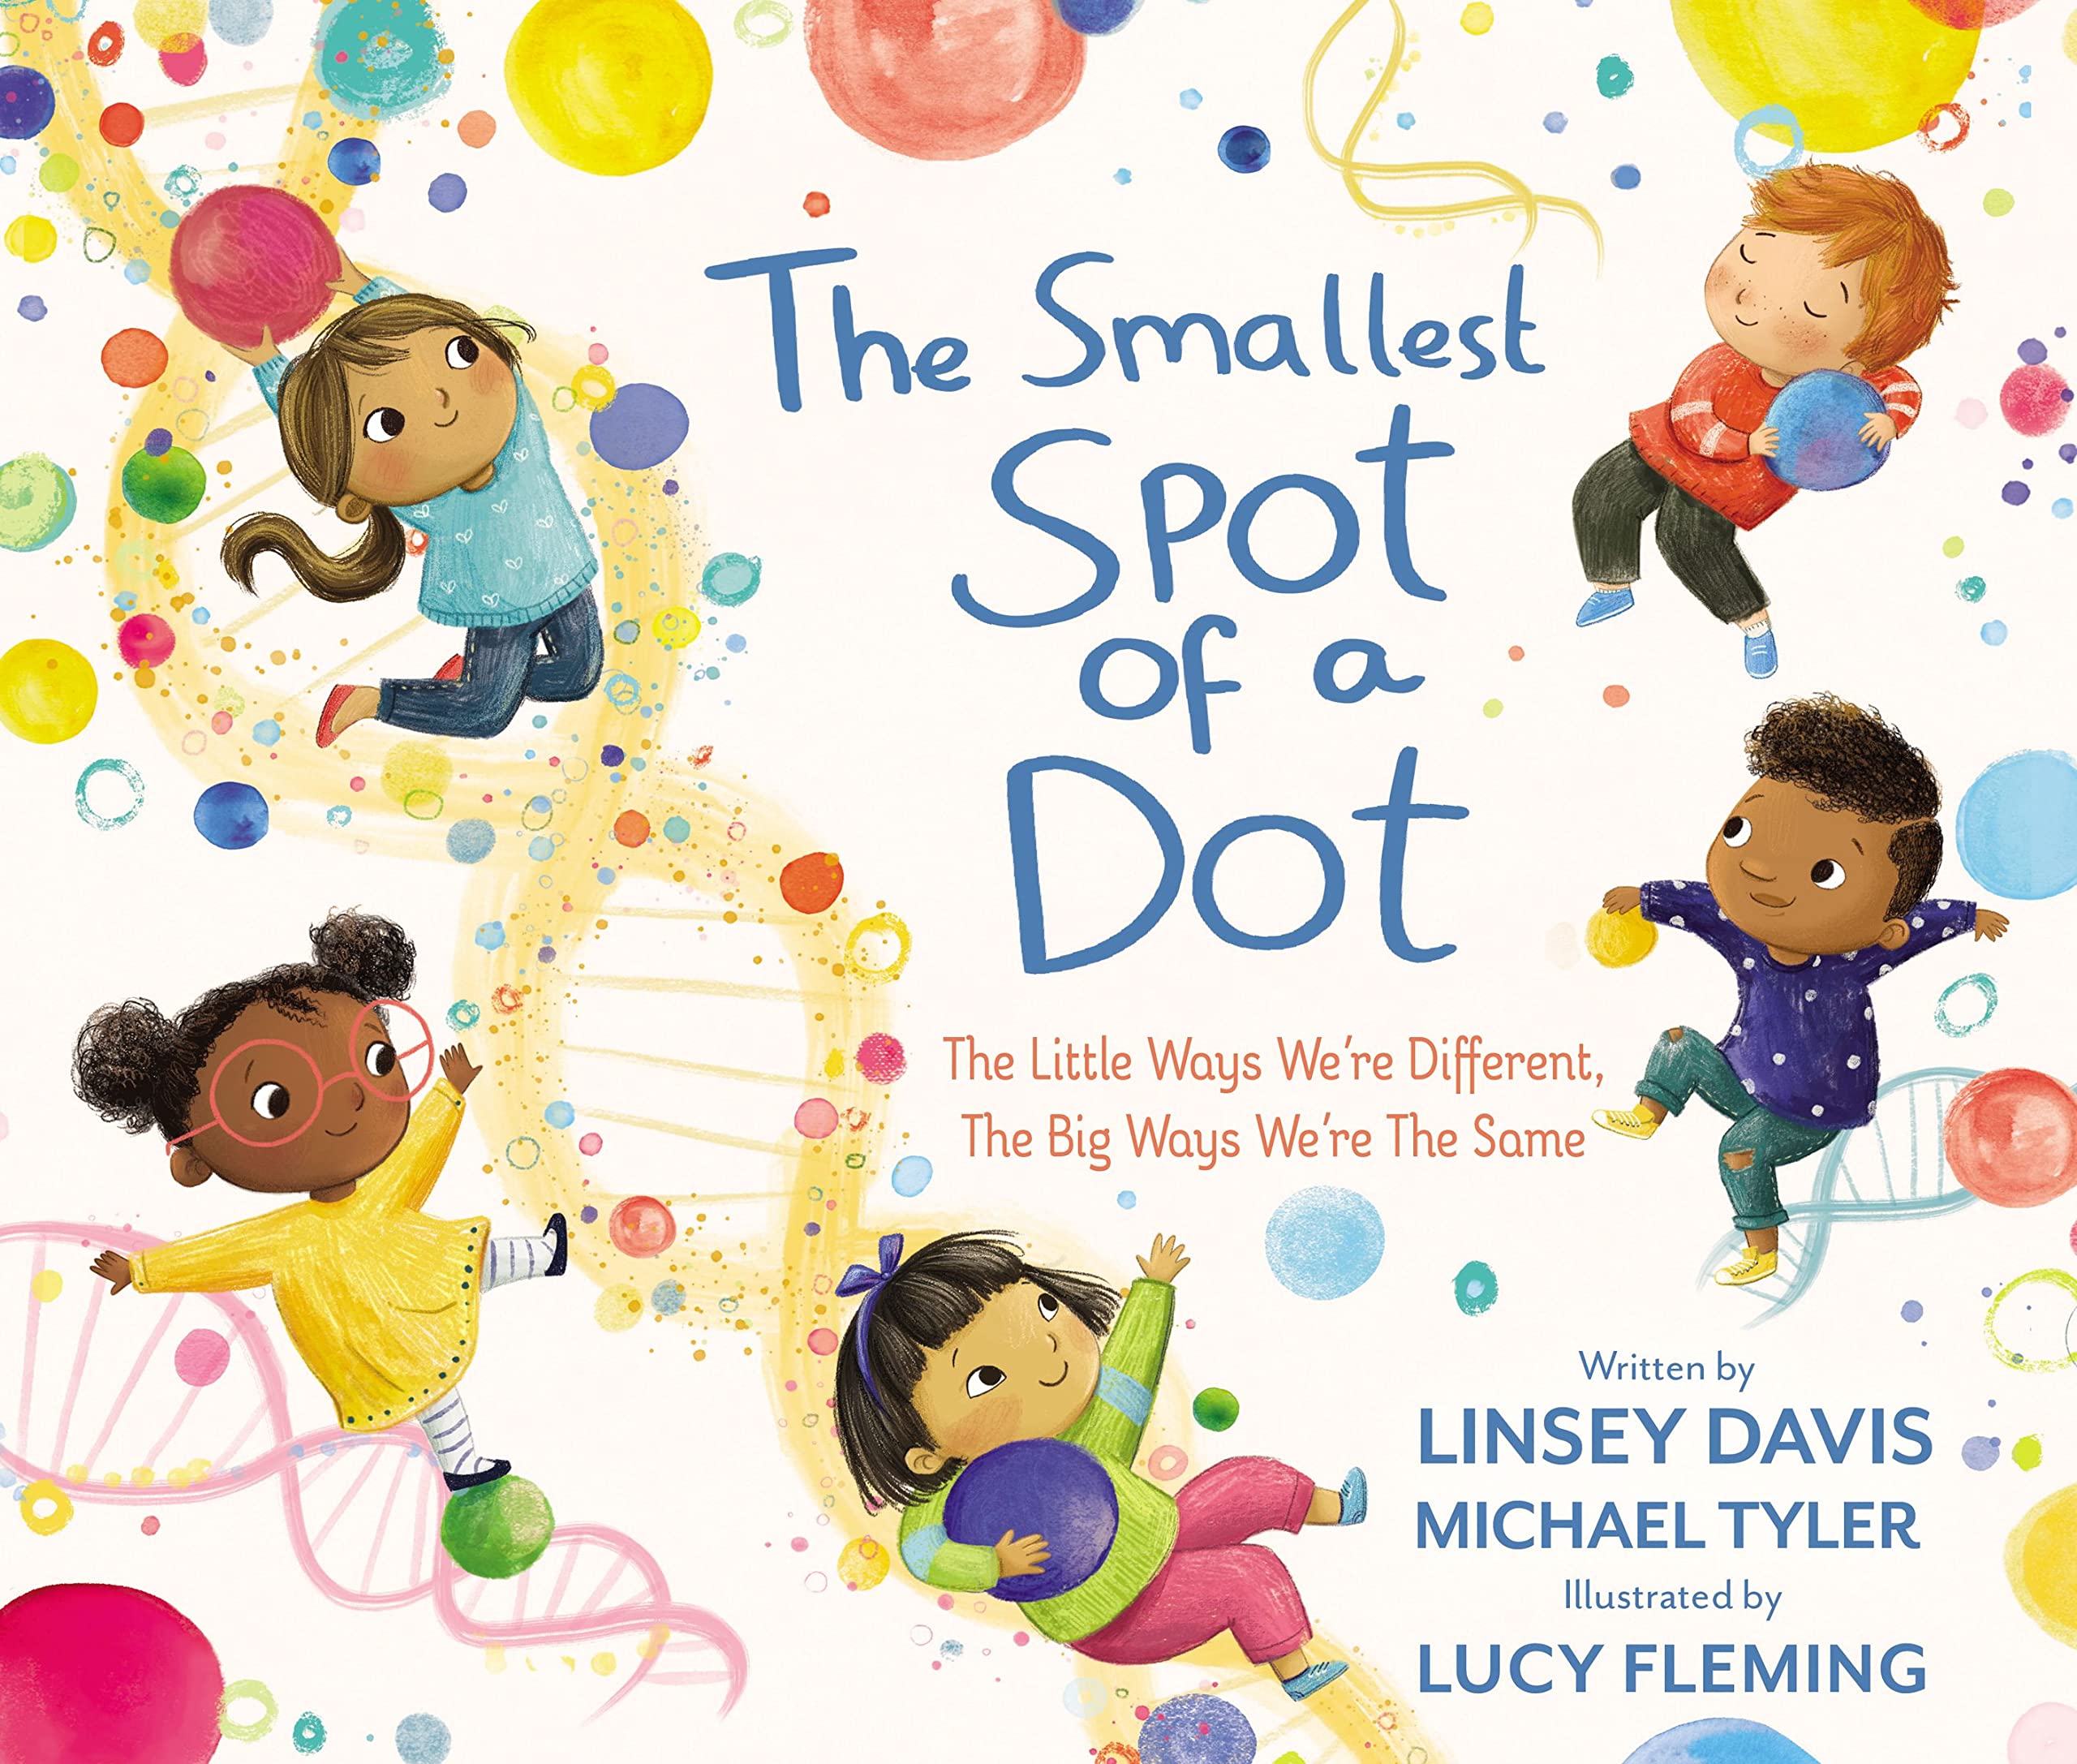 The Smallest
Spot
of a
Dot
The Little Ways We're Different,
The Big Ways We're The Same
Written by
LINSEY DAVIS
MICHAEL TYLER
Illustrated by
LUCY FLEMING